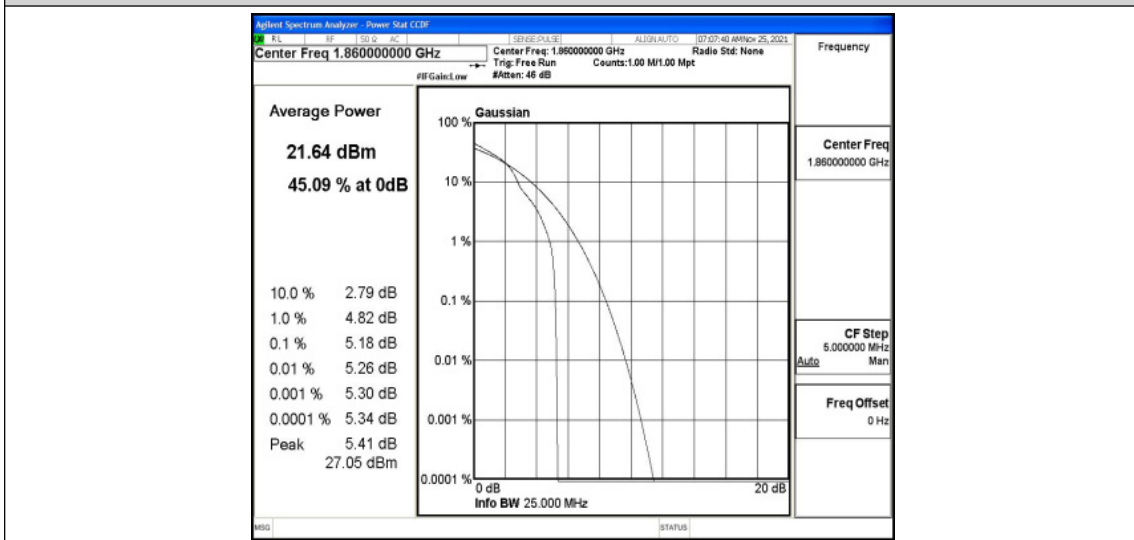 Agilent Spectrum Analyzer - Power Stat CCDF
RL RF 50 Ω AC SENSE:PULSE ALIGN AUTO 07:07:40 AM Nov 25, 2021
Center Freq 1.860000000 GHz
Center Freq: 1.860000000 GHz Radio Std: None
Trig: Free Run Counts:1.00 M/1.00 Mpt
#IFGain:Low #Atten: 46 dB
Frequency
Average Power
21.64 dBm
45.09 % at 0dB
10.0 % 2.79 dB
1.0 % 4.82 dB
0.1 % 5.18 dB
0.01 % 5.26 dB
0.001 % 5.30 dB
0.0001 % 5.34 dB
Peak 5.41 dB
27.05 dBm
Gaussian
100 %
10 %
1 %
0.1 %
0.01 %
0.001 %
0.0001 %
0 dB 20 dB
Info BW 25.000 MHz
Center Freq
1.860000000 GHz
CF Step
5.000000 MHz
Auto Man
Freq Offset
0 Hz
MSG STATUS